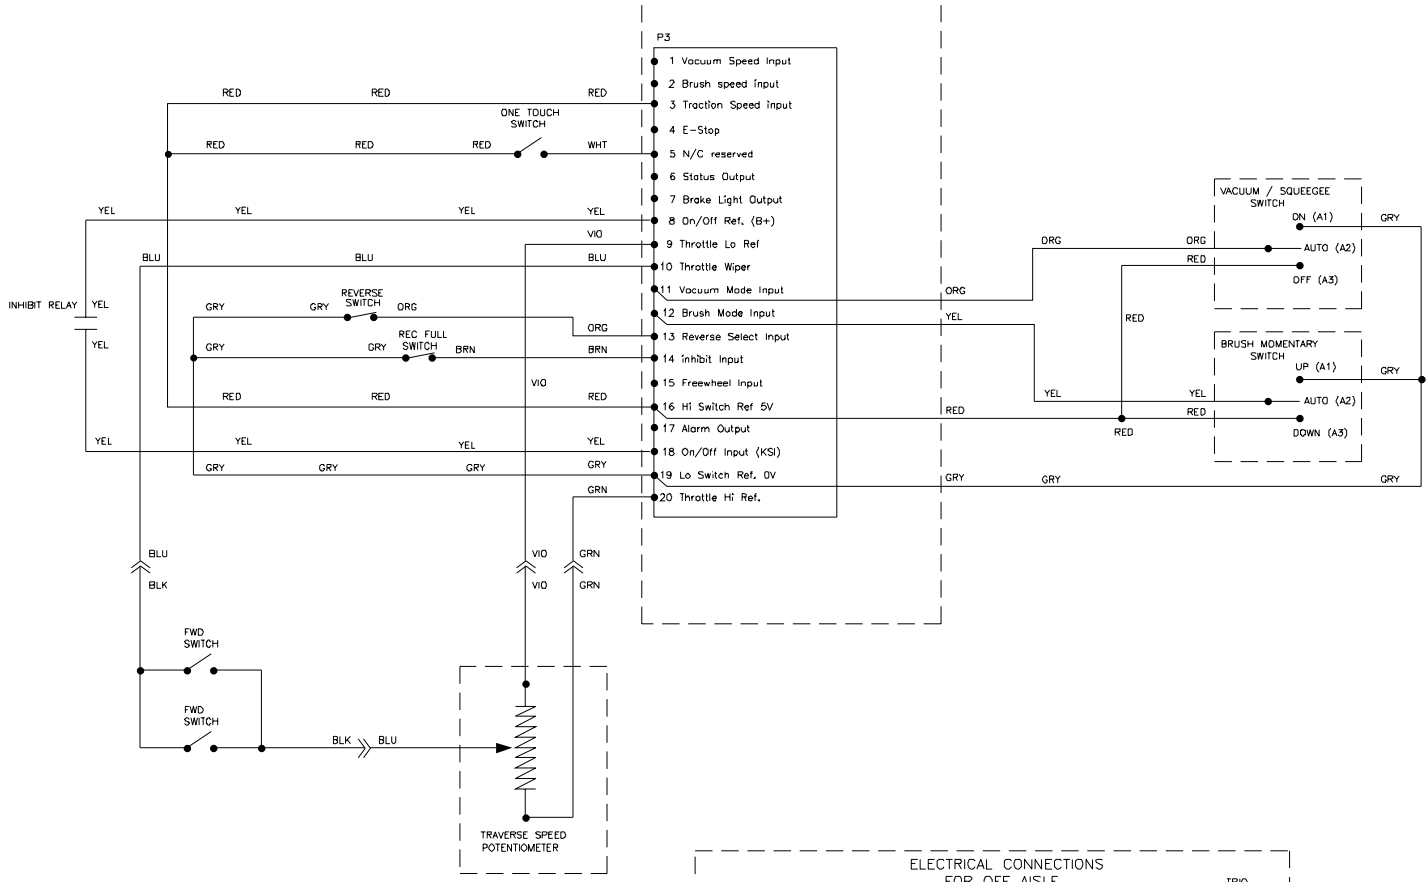 P3
1 Vacuum Speed Input
2 Brush speed input
RED RED RED
3 Traction Speed input
ONE TOUCH
SWITCH
4 E-Stop
RED RED RED WHT
5 N/C reserved
6 Status Output
7 Brake Light Output
YEL YEL YEL YEL
8 On/Off Ref. (B+)
VIO
9 Throttle Lo Ref
BLU BLU BLU
10 Throttle Wiper
11 Vacuum Mode Input
ORG
12 Brush Mode Input
YEL
INHIBIT RELAY
YEL
YEL
REVERSE
SWITCH
GRY GRY ORG
ORG
13 Reverse Select Input
REC FULL
SWITCH
GRY GRY BRN BRN
14 inhibit Input
VIO
15 Freewheel Input
RED RED RED
16 Hi Switch Ref 5V
RED
17 Alarm Output
YEL YEL YEL YEL
18 On/Off Input (KSI)
GRY GRY GRY GRY
19 Lo Switch Ref. 0V
GRY GRY GRY
GRN
20 Throttle Hi Ref.
VACUUM / SQUEEGEE
SWITCH
ON (A1)
GRY
ORG ORG
AUTO (A2)
RED
OFF (A3)
RED
BRUSH MOMENTARY
SWITCH
UP (A1)
GRY
YEL YEL
AUTO (A2)
RED
RED
DOWN (A3)
BLU VIO GRN
BLK VIO GRN
FWD
SWITCH
FWD
SWITCH
BLK BLU
TRAVERSE SPEED
POTENTIOMETER
ELECTRICAL CONNECTIONS
FOR OFF AISLE
TRIO